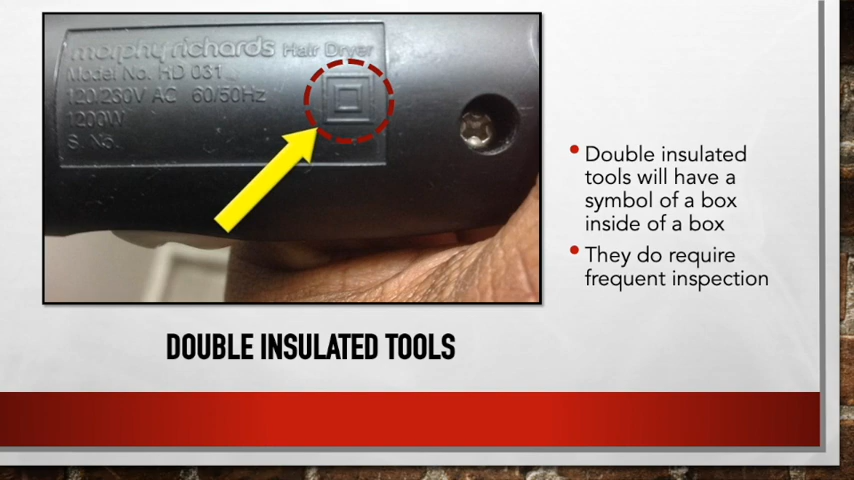 morphy richards Hair Dryer
Model No. HD 031
120/230V AC 60/50Hz
1200W
S. No.
• Double insulated
tools will have a
symbol of a box
inside of a box
• They do require
frequent inspection
DOUBLE INSULATED TOOLS